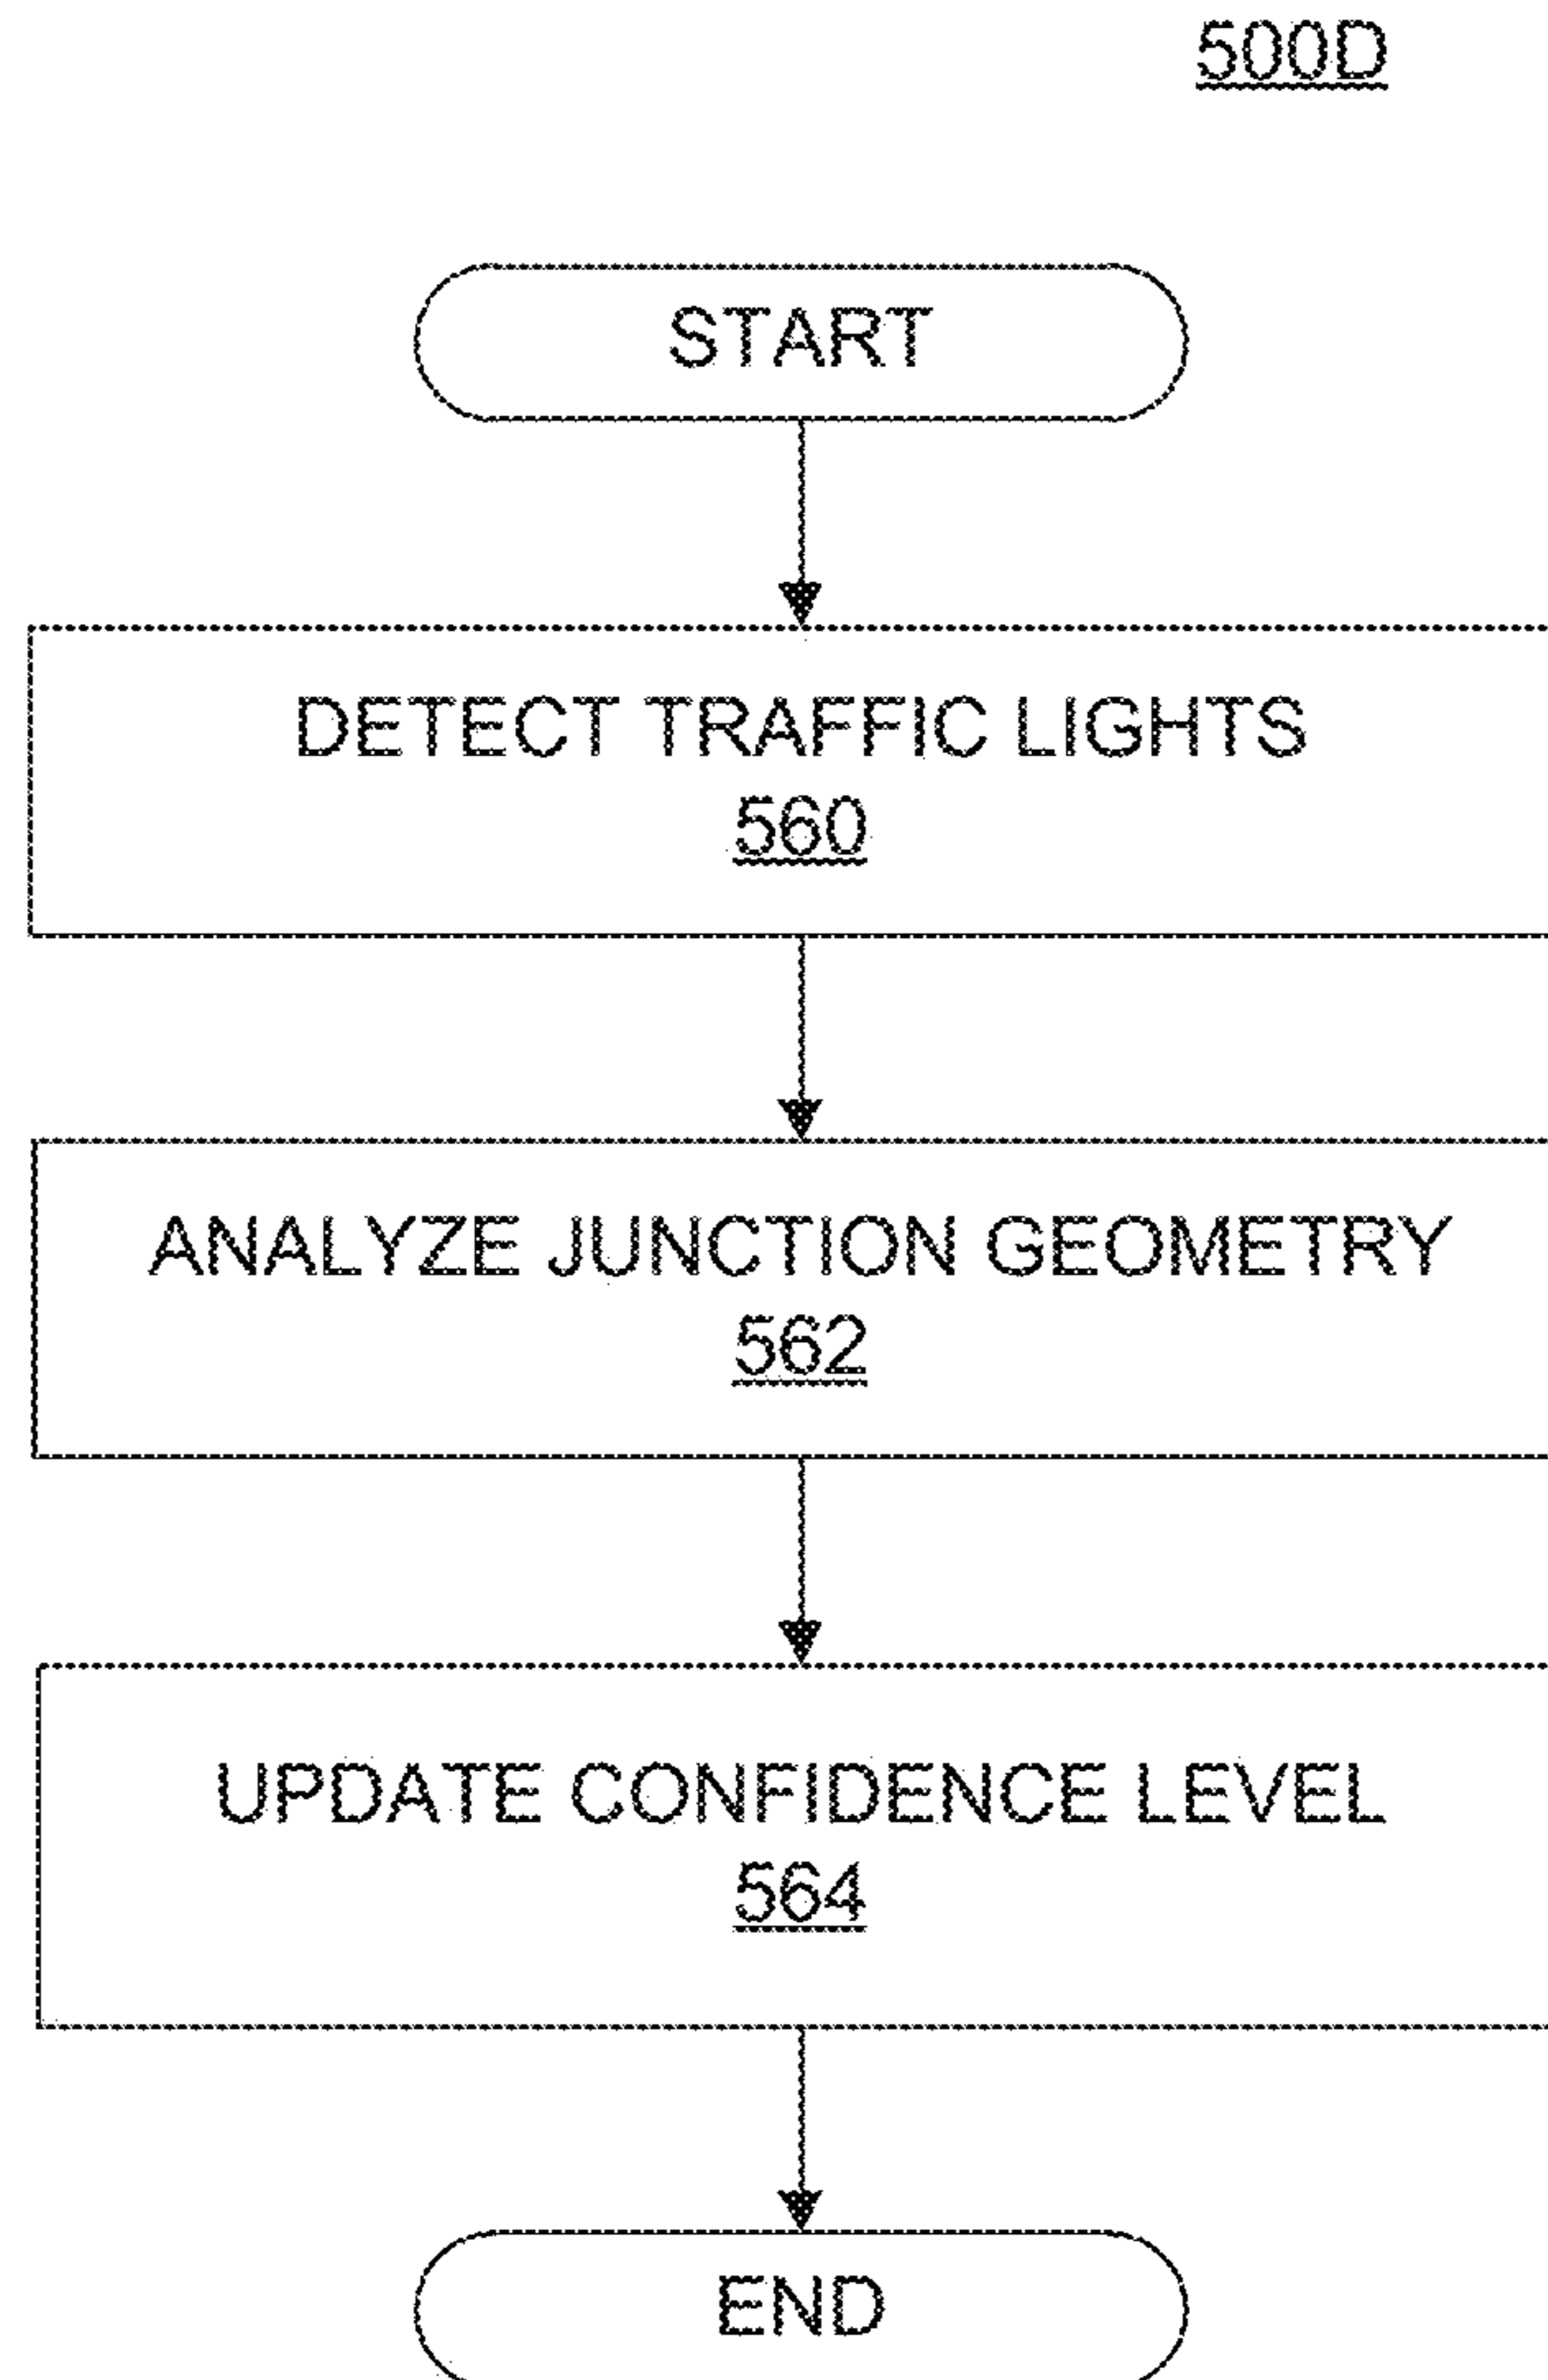 500D
START
DETECT TRAFFIC LIGHTS
560
ANALYZE JUNCTION GEOMETRY
562
UPDATE CONFIDENCE LEVEL
564
END